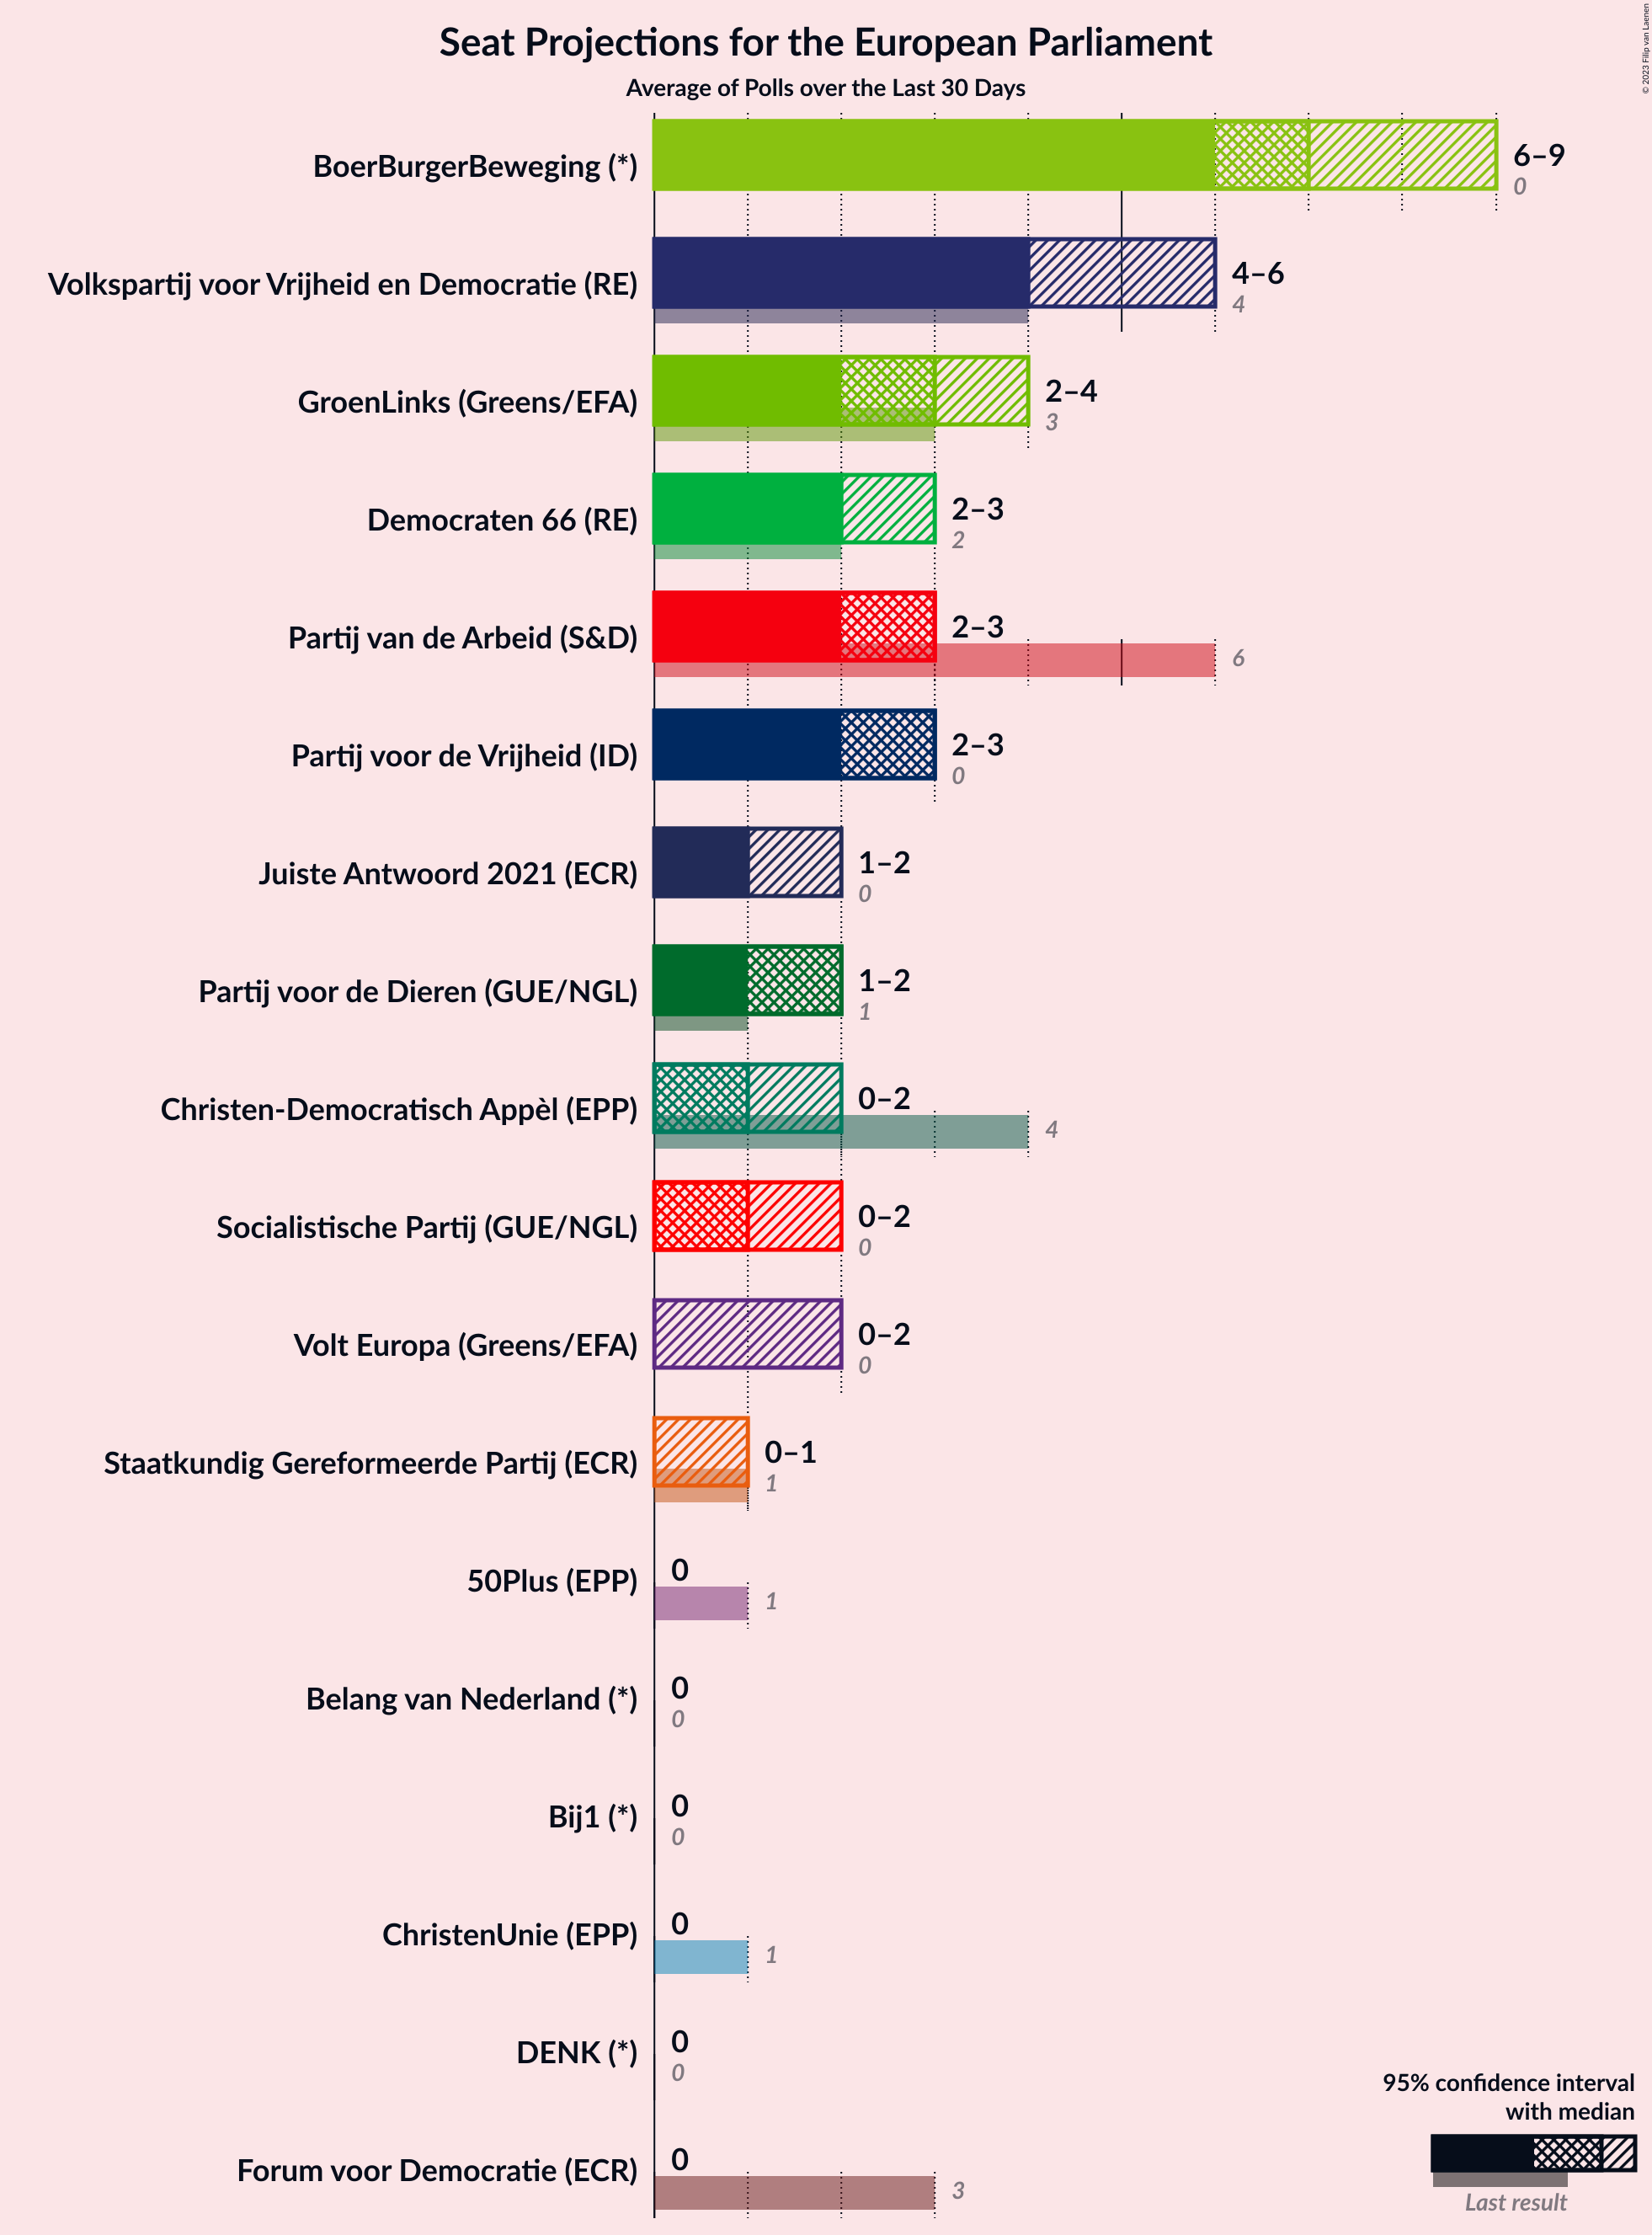 Seat Projections for the European Parliament
Average of Polls over the Last 30 Days
© 2023 Filip van Laenen
BoerBurgerBeweging (*)
6–9
0
Volkspartij voor Vrijheid en Democratie (RE)
4–6
4
GroenLinks (Greens/EFA)
2–4
3
Democraten 66 (RE)
2–3
2
Partij van de Arbeid (S&D)
2–3
6
Partij voor de Vrijheid (ID)
2–3
0
Juiste Antwoord 2021 (ECR)
1–2
0
Partij voor de Dieren (GUE/NGL)
1–2
1
Christen-Democratisch Appèl (EPP)
0–2
4
Socialistische Partij (GUE/NGL)
0–2
0
Volt Europa (Greens/EFA)
0–2
0
Staatkundig Gereformeerde Partij (ECR)
0–1
1
50Plus (EPP)
0
1
Belang van Nederland (*)
0
0
Bij1 (*)
0
0
ChristenUnie (EPP)
0
1
DENK (*)
0
0
Forum voor Democratie (ECR)
0
3
95% confidence interval
with median
Last result